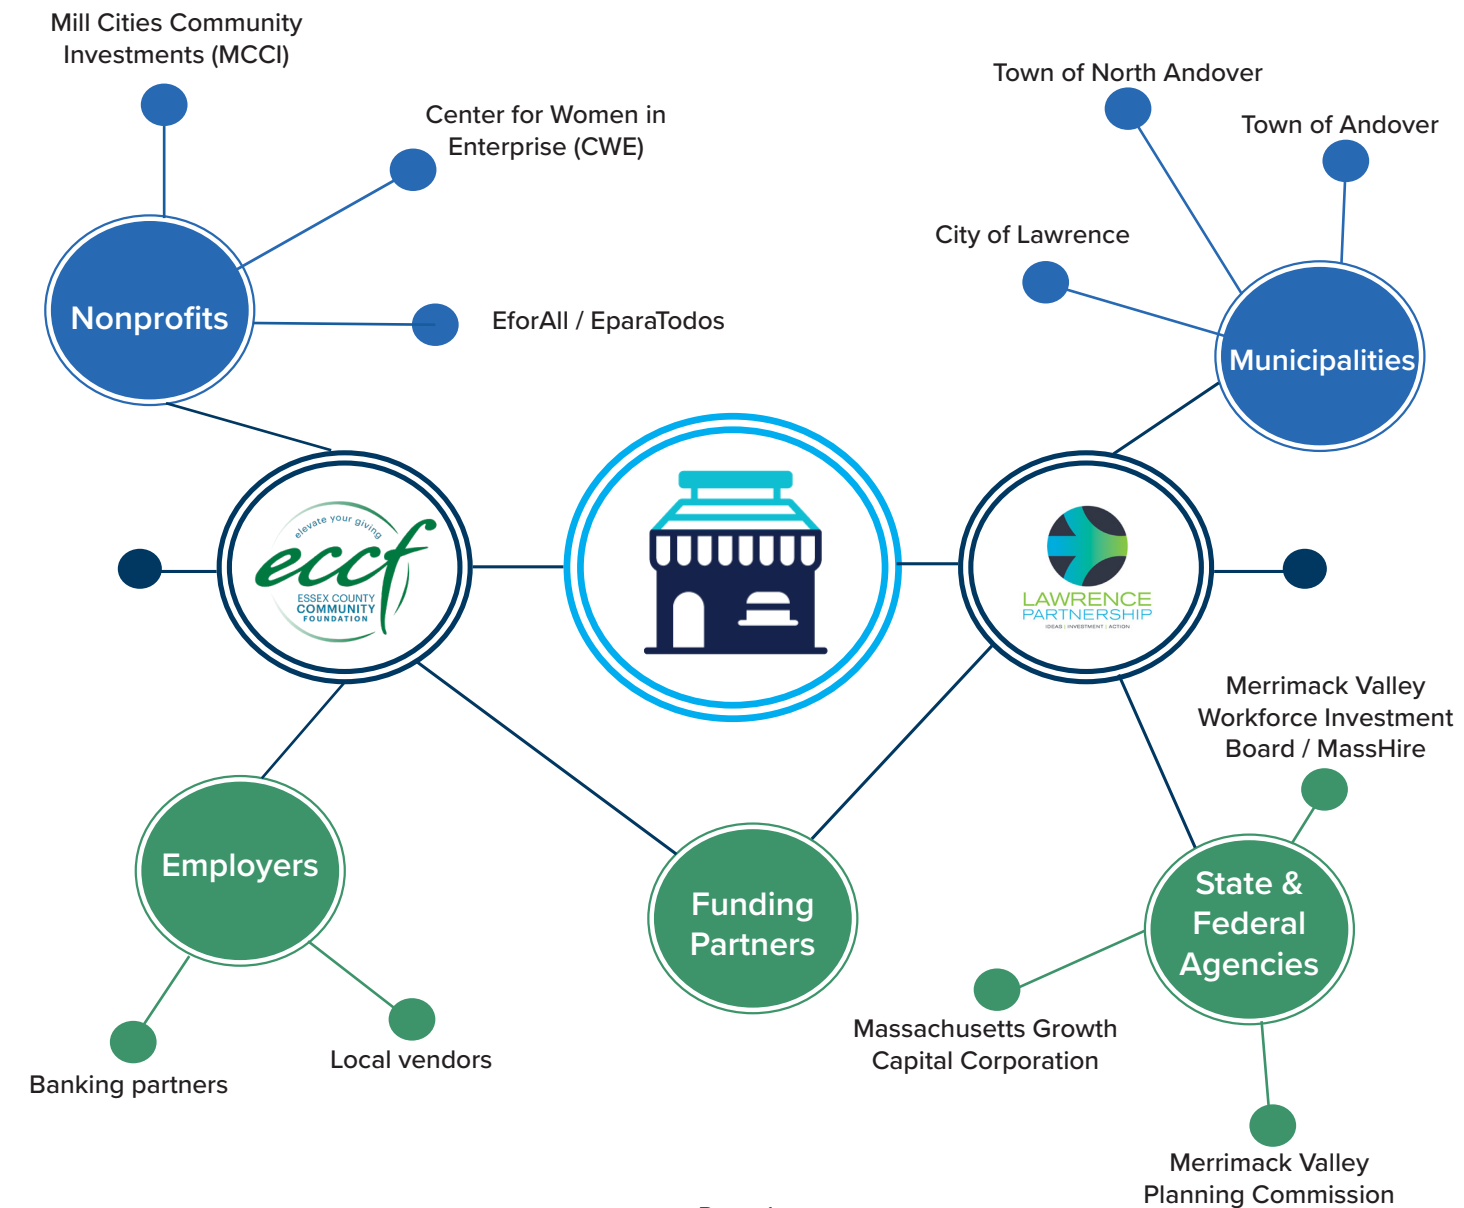 Mill Cities Community
Investments (MCCI)
Center for Women in
Enterprise (CWE)
EforAll / EparaTodos
Nonprofits
Town of North Andover
Town of Andover
City of Lawrence
Municipalities
elevate your giving
eccf
ESSEX COUNTY
COMMUNITY
FOUNDATION
LAWRENCE
PARTNERSHIP
IDEAS | INVESTMENT | ACTION
Employers
Banking partners
Local vendors
Funding
Partners
Merrimack Valley
Workforce Investment
Board / MassHire
State &
Federal
Agencies
Massachusetts Growth
Capital Corporation
Merrimack Valley
Planning Commission